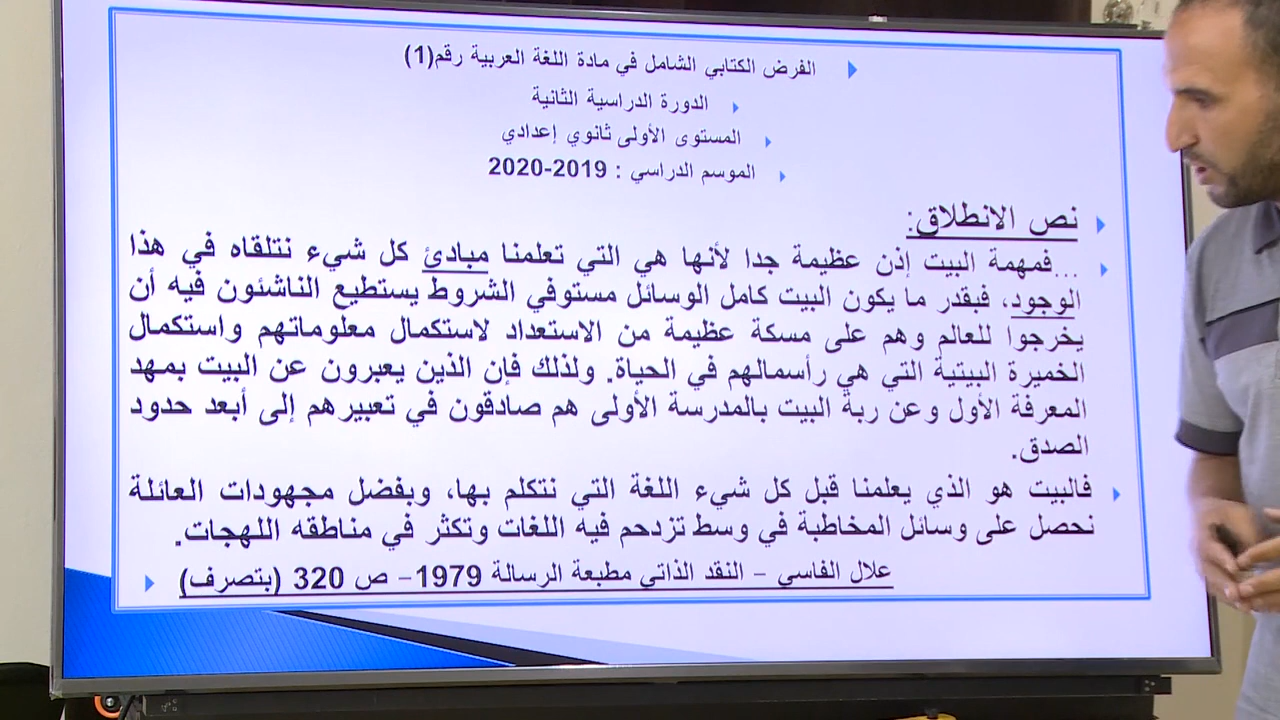 الفرض الكتابي الشامل في مادة اللغة العربية رقم(1)
الدورة الدراسية الثانية
المستوى الأولى ثانوي إعدادي
الموسم الدراسي : 2019-2020
نص الانطلاق:
...فمهمة البيت إذن عظيمة جدا لأنها هي التي تعلمنا مبادئ كل شيء نتلقاه في هذا
الوجود، فبقدر ما يكون البيت كامل الوسائل مستوفي الشروط يستطيع الناشئون فيه أن
يخرجوا للعالم وهم على مسكة عظيمة من الاستعداد لاستكمال معلوماتهم واستكمال
الخميرة البيتية التي هي رأسمالهم في الحياة. ولذلك فإن الذين يعبرون عن البيت بمهد
المعرفة الأول وعن ربة البيت بالمدرسة الأولى هم صادقون في تعبيرهم إلى أبعد حدود
الصدق.
فالبيت هو الذي يعلمنا قبل كل شيء اللغة التي نتكلم بها، وبفضل مجهودات العائلة
نحصل على وسائل المخاطبة في وسط تزدحم فيه اللغات وتكثر في مناطقه اللهجات.
علال الفاسي – النقد الذاتي مطبعة الرسالة 1979– ص 320 (بتصرف)